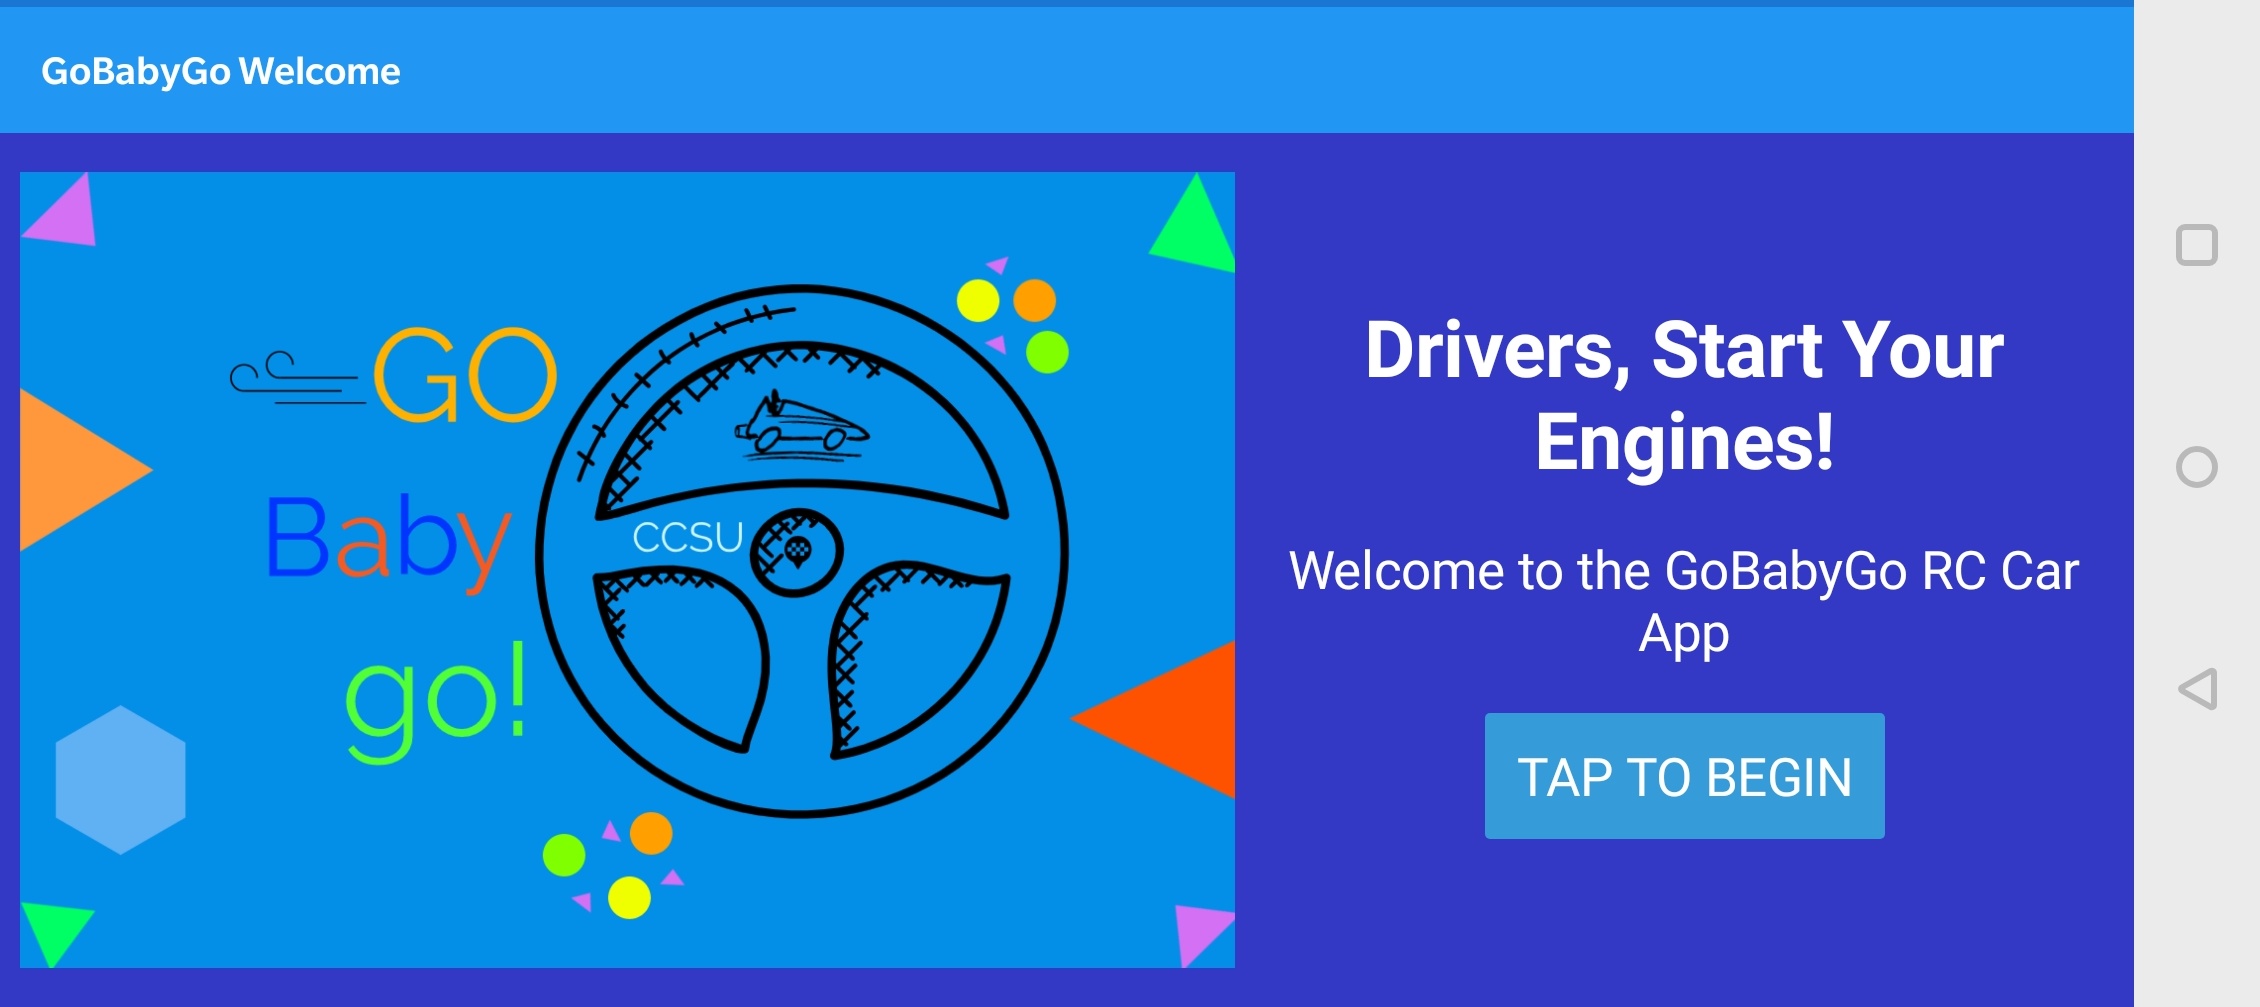 GoBabyGo Welcome
GO
Baby
go!
CCSU
Drivers, Start Your
Engines!
Welcome to the GoBabyGo RC Car
App
TAP TO BEGIN